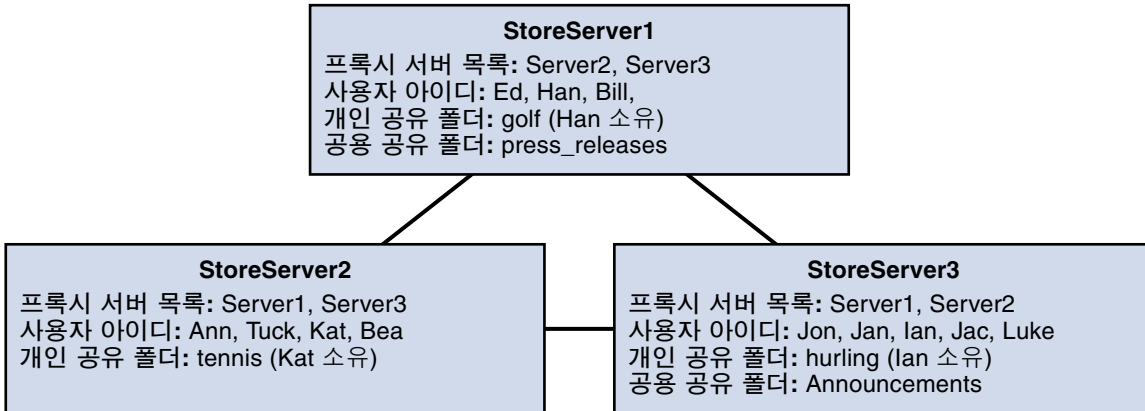 StoreServer1
프록시 서버 목록: Server2, Server3
사용자 아이디: Ed, Han, Bill,
개인 공유 폴더: golf (Han 소유)
공용 공유 폴더: press_releases
StoreServer2
프록시 서버 목록: Server1, Server3
사용자 아이디: Ann, Tuck, Kat, Bea
개인 공유 폴더: tennis (Kat 소유)
StoreServer3
프록시 서버 목록: Server1, Server2
사용자 아이디: Jon, Jan, Ian, Jac, Luke
개인 공유 폴더: hurling (Ian 소유)
공용 공유 폴더: Announcements